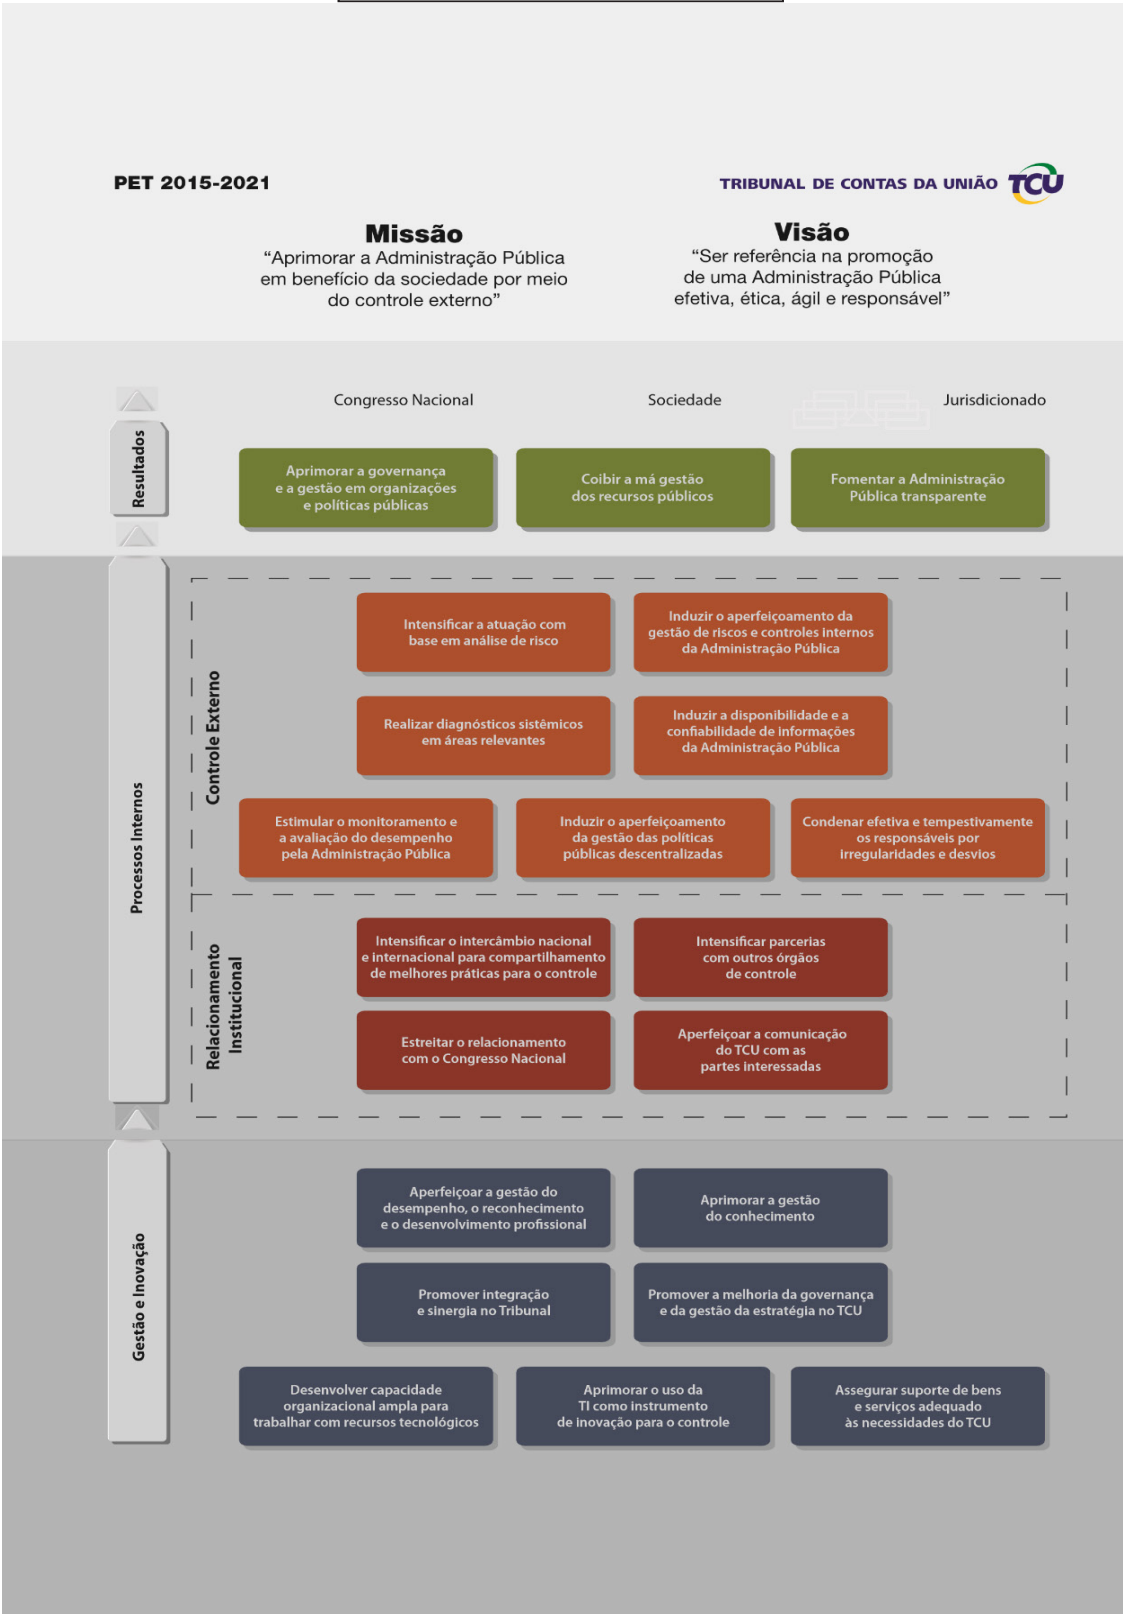 PET 2015-2021
TRIBUNAL DE CONTAS DA UNIÃO TCU
Missão
“Aprimorar a Administração Pública
em benefício da sociedade por meio
do controle externo”
Visão
“Ser referência na promoção
de uma Administração Pública
efetiva, ética, ágil e responsável”
Congresso Nacional
Sociedade
Jurisdicionado
Resultados
Aprimorar a governança
e a gestão em organizações
e políticas públicas
Coibir a má gestão
dos recursos públicos
Fomentar a Administração
Pública transparente
Processos Internos
Controle Externo
Intensificar a atuação com
base em análise de risco
Induzir o aperfeiçoamento da
gestão de riscos e controles internos
da Administração Pública
Realizar diagnósticos sistêmicos
em áreas relevantes
Induzir a disponibilidade e a
confiabilidade de informações
da Administração Pública
Estimular o monitoramento e
a avaliação do desempenho
pela Administração Pública
Induzir o aperfeiçoamento
da gestão das políticas
públicas descentralizadas
Condenar efetiva e tempestivamente
os responsáveis por
irregularidades e desvios
Relacionamento
Institucional
Intensificar o intercâmbio nacional
e internacional para compartilhamento
de melhores práticas para o controle
Intensificar parcerias
com outros órgãos
de controle
Estreitar o relacionamento
com o Congresso Nacional
Aperfeiçoar a comunicação
do TCU com as
partes interessadas
Gestão e Inovação
Aperfeiçoar a gestão do
desempenho, o reconhecimento
e o desenvolvimento profissional
Aprimorar a gestão
do conhecimento
Promover integração
e sinergia no Tribunal
Promover a melhoria da governança
e da gestão da estratégia no TCU
Desenvolver capacidade
organizacional ampla para
trabalhar com recursos tecnológicos
Aprimorar o uso da
TI como instrumento
de inovação para o controle
Assegurar suporte de bens
e serviços adequado
às necessidades do TCU